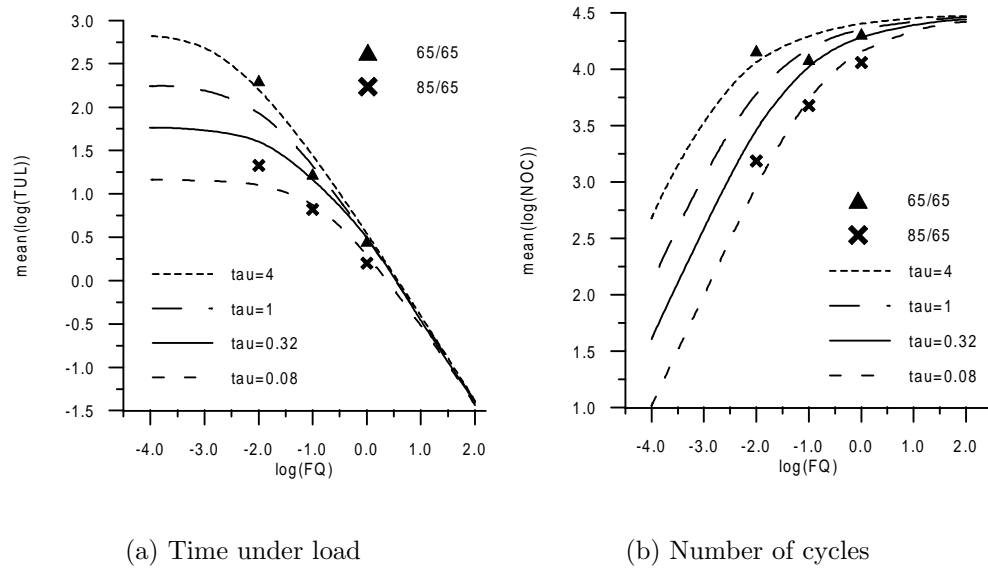 3.0
2.5
2.0
1.5
1.0
0.5
0.0
-0.5
-1.0
-1.5
mean(log(TUL))
65/65
85/65
tau=4
tau=1
tau=0.32
tau=0.08
-4.0 -3.0 -2.0 -1.0 0.0 1.0 2.0
log(FQ)
(a) Time under load
4.5
4.0
3.5
3.0
2.5
2.0
1.5
1.0
mean(log(NOC))
65/65
85/65
tau=4
tau=1
tau=0.32
tau=0.08
-4.0 -3.0 -2.0 -1.0 0.0 1.0 2.0
log(FQ)
(b) Number of cycles